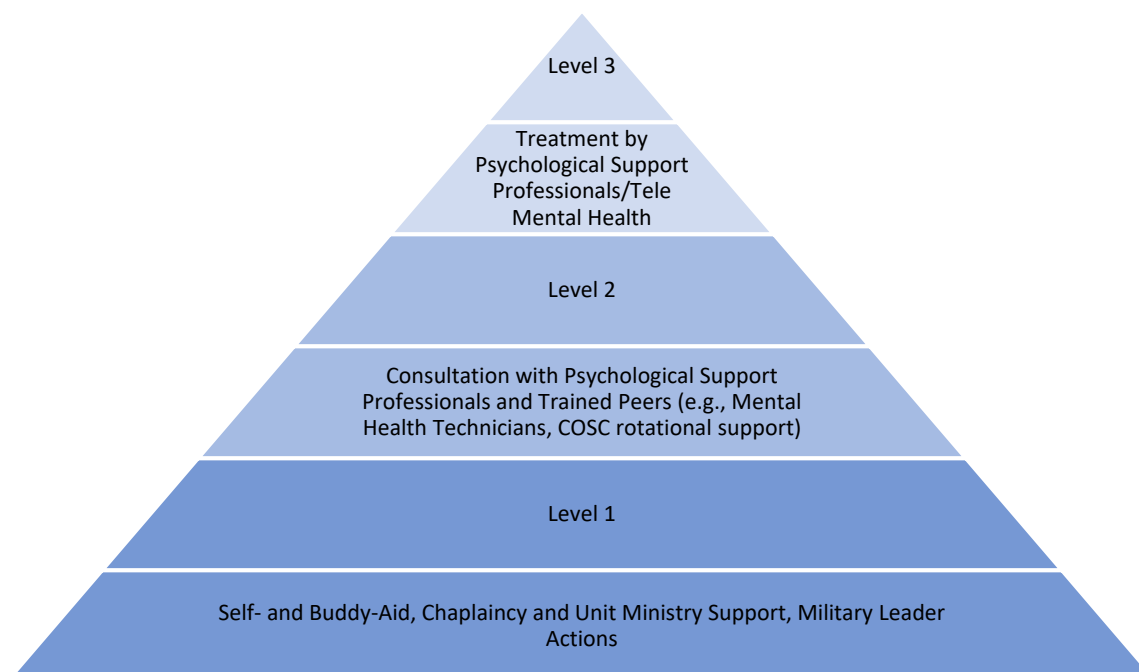 Level 3
Treatment by
Psychological Support
Professionals/Tele
Mental Health
Level 2
Consultation with Psychological Support
Professionals and Trained Peers (e.g., Mental
Health Technicians, COSC rotational support)
Level 1
Self- and Buddy-Aid, Chaplaincy and Unit Ministry Support, Military Leader
Actions